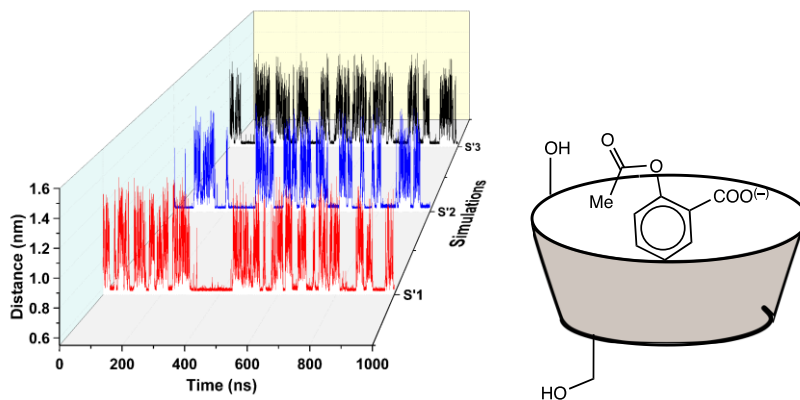 1.6
1.4
1.2
1.0
0.8
0.6
Distance (nm)
0
200
400
600
800
1000
Time (ns)
S'1
S'2
S'3
Simulations
OH
O
O
Me
COO(−)
HO